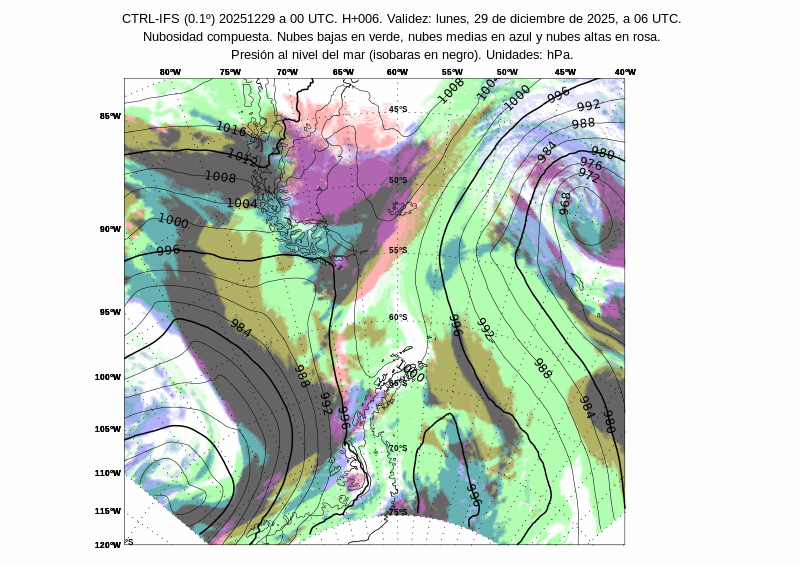 CTRL-IFS (0.1º) 20251229 a 00 UTC. H+006. Validez: lunes, 29 de diciembre de 2025, a 06 UTC.
Nubosidad compuesta. Nubes bajas en verde, nubes medias en azul y nubes altas en rosa.
Presión al nivel del mar (isobaras en negro). Unidades: hPa.
80°W 75°W 70°W 65°W 60°W 55°W 50°W 45°W 40°W
1008 1004 1000 996 992 988 984 980 976 972 968
45°S
85°W
1016 1012 1008 1004 1000 996
50°S
90°W
55°S
95°W
60°S
984 996 992 988
100°W
988 992 996 1000 984 980
65°S
105°W
70°S
110°W
996
115°W
75°S
120°W
°S